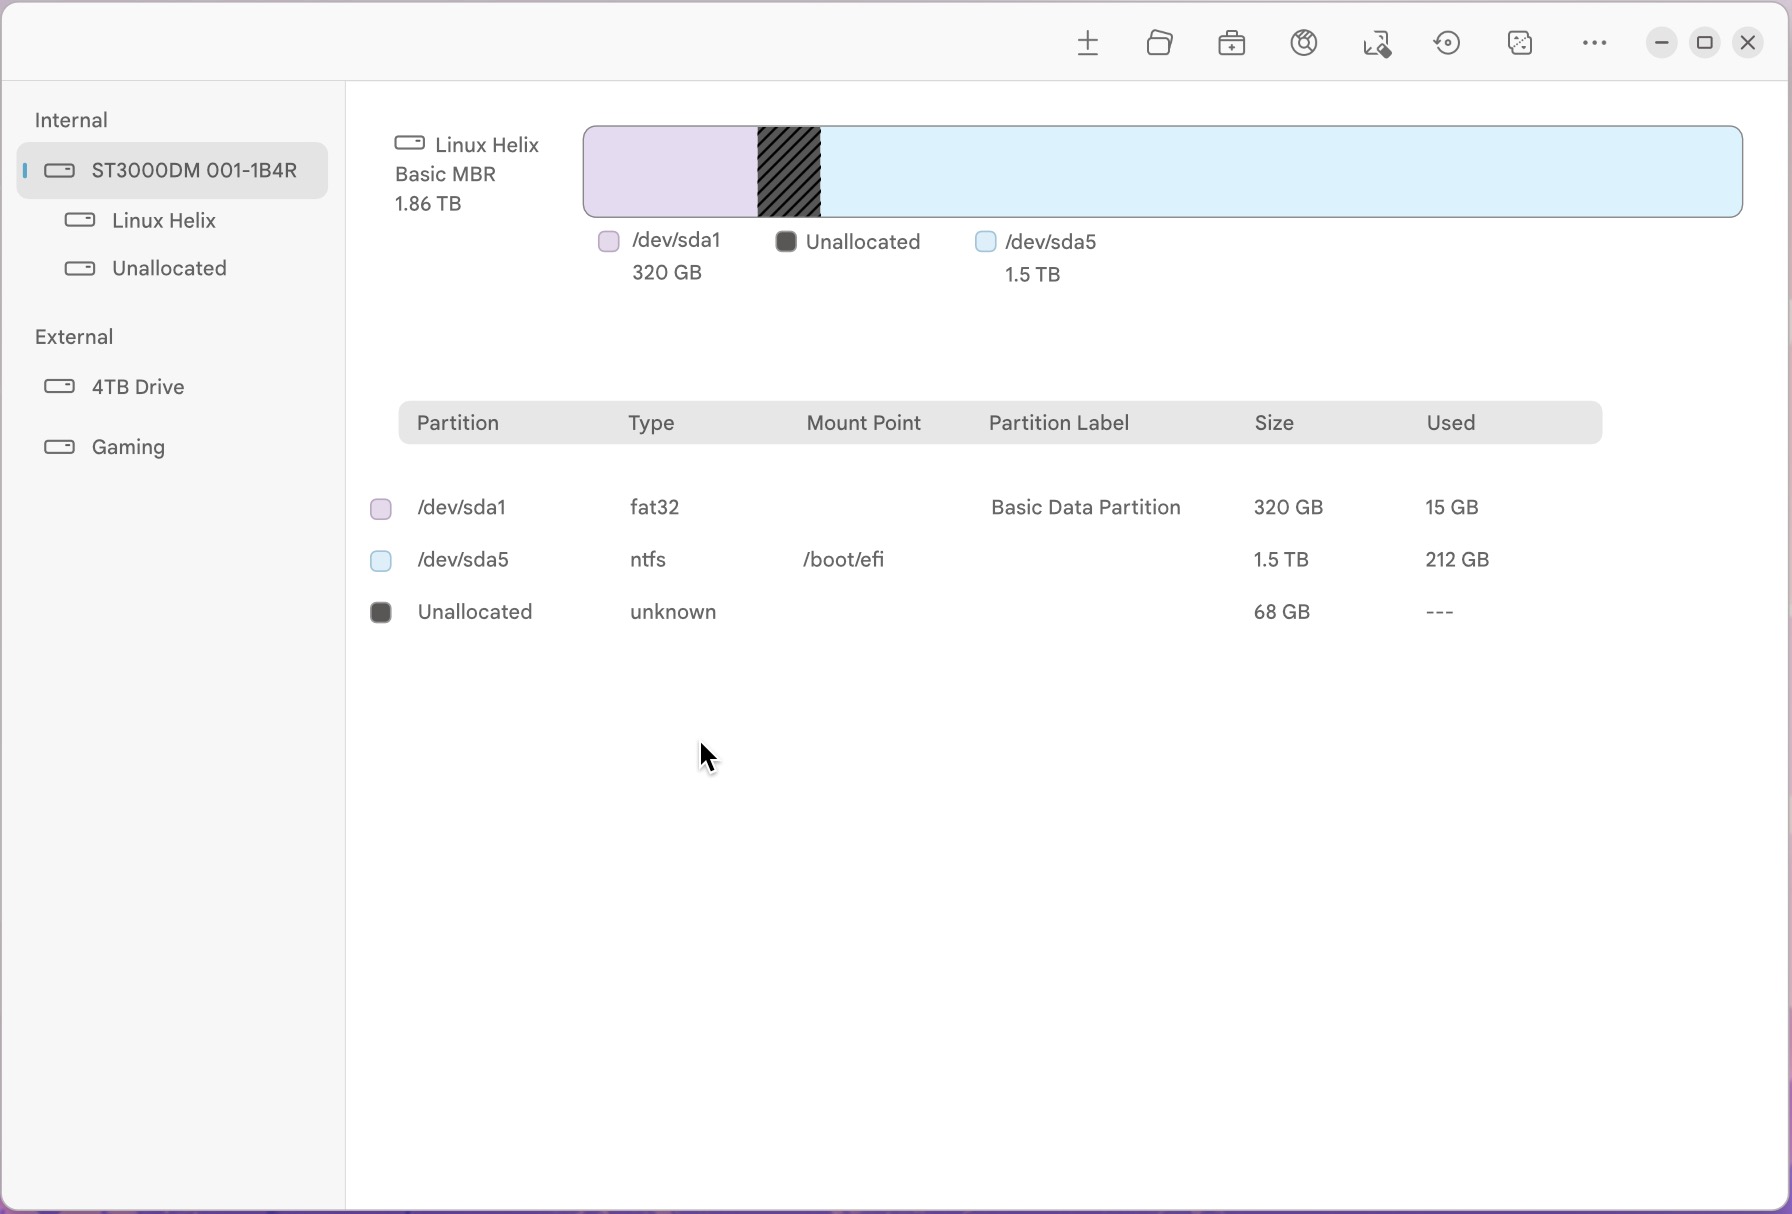 Internal
ST3000DM 001-1B4R
Linux Helix
Unallocated
External
4TB Drive
Gaming
Linux Helix
Basic MBR
1.86 TB
/dev/sda1
320 GB
Unallocated
/dev/sda5
1.5 TB
Partition Type Mount Point Partition Label Size Used
/dev/sda1 fat32 Basic Data Partition 320 GB 15 GB
/dev/sda5 ntfs /boot/efi 1.5 TB 212 GB
Unallocated unknown 68 GB ---